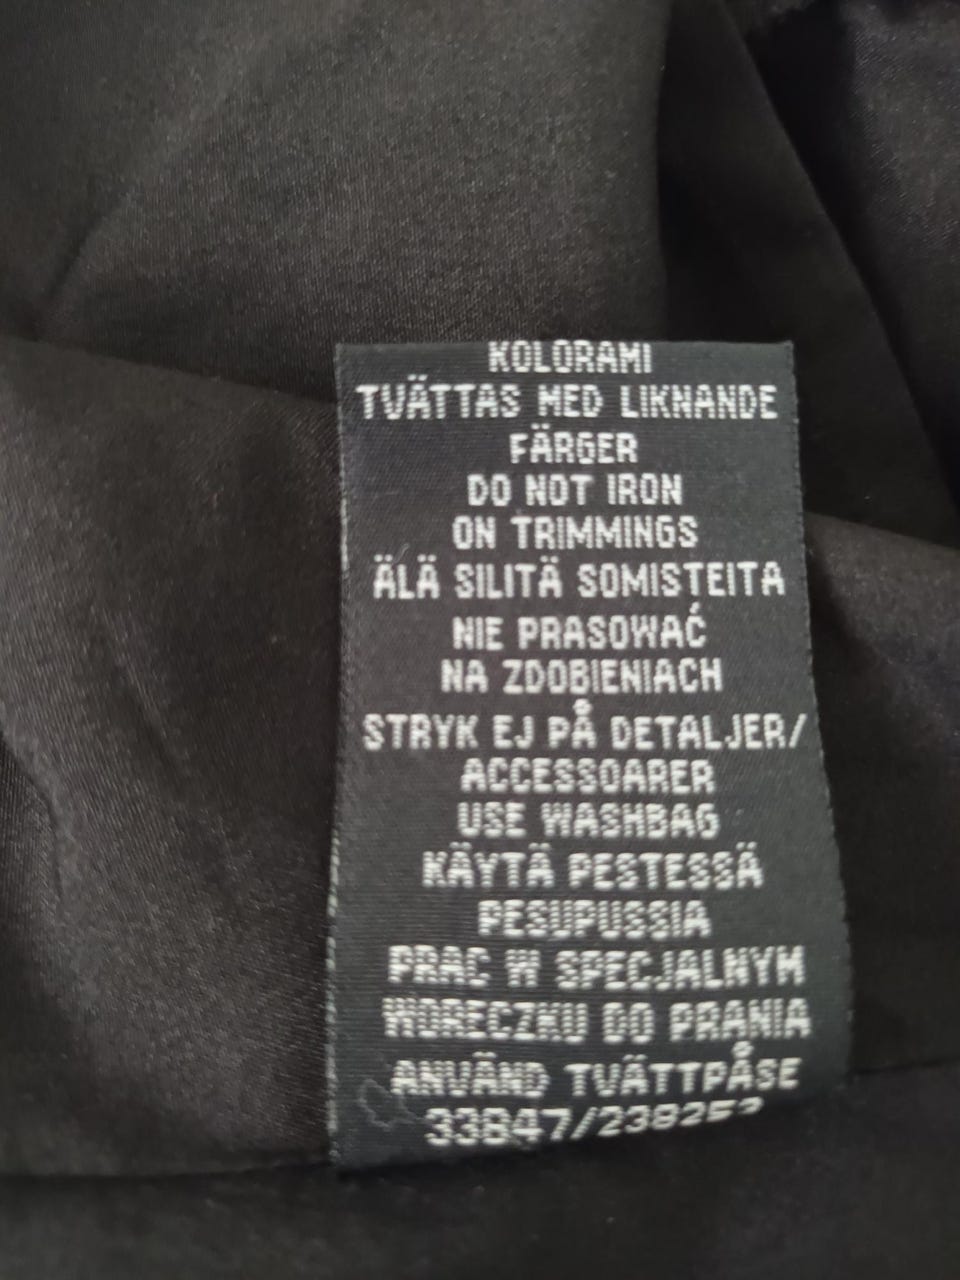 KOLORAMI
TVÄTTAS MED LIKNANDE
FÄRGER
DO NOT IRON
ON TRIMMINGS
ÄLÄ SILITÄ SOMISTEITA
NIE PRASOWAĆ
NA ZDOBIENIACH
STRYK EJ PÅ DETALJER/
ACCESSOARER
USE WASHBAG
KÄYTÄ PESTESSÄ
PESUPUSSIA
PRAC W SPECJALNYM
WORECZKU DO PRANIA
ANVÄND TVÄTTPÅSE